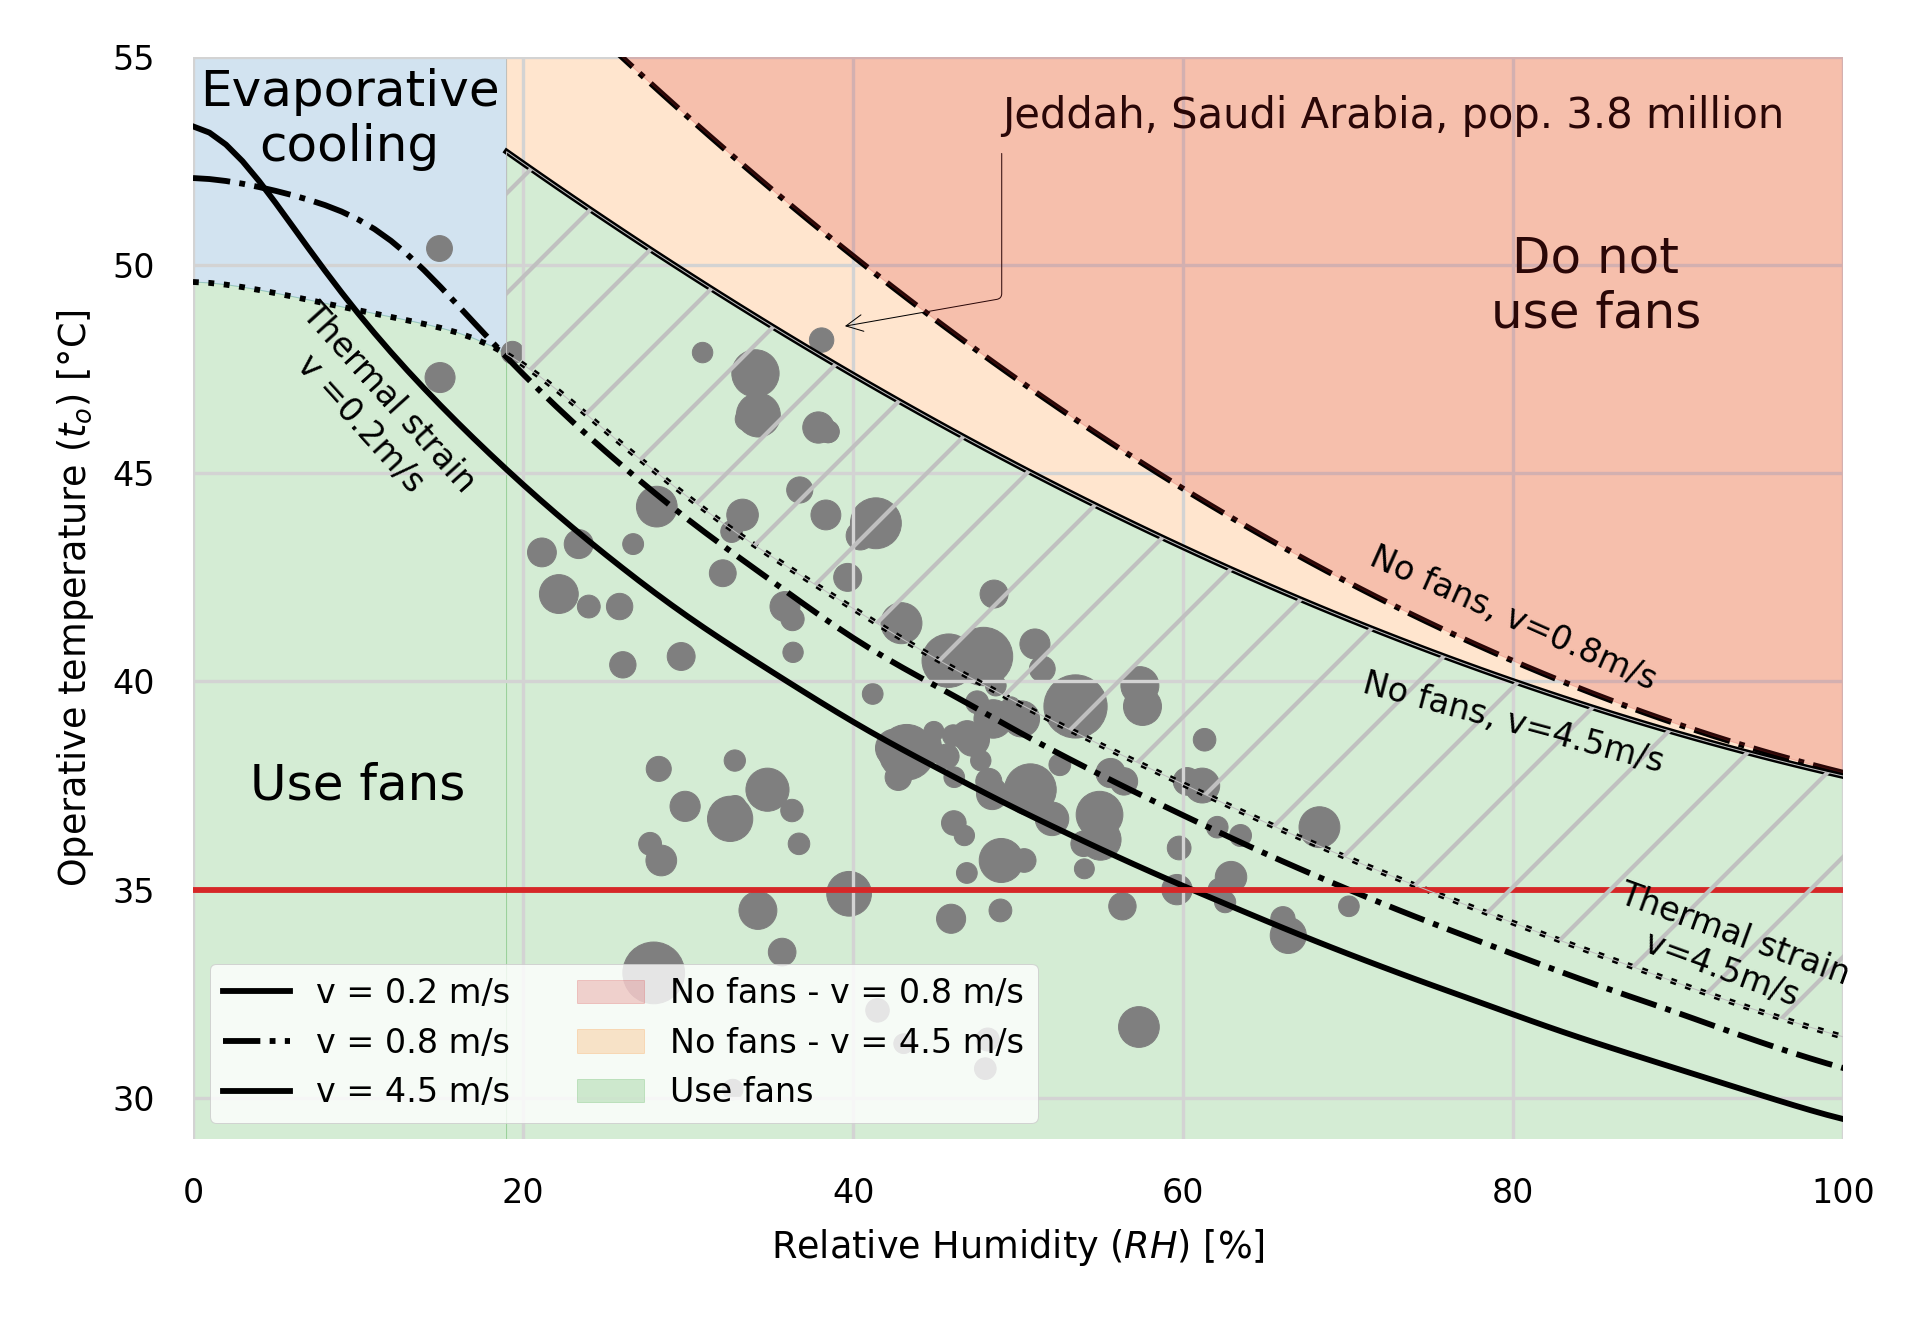 55
50
45
40
35
30
Operative temperature (t_o) [°C]
Evaporative
cooling
Jeddah, Saudi Arabia, pop. 3.8 million
Do not
use fans
Thermal strain
v =0.2m/s
No fans, v=0.8m/s
No fans, v=4.5m/s
Use fans
Thermal strain
v=4.5m/s
v = 0.2 m/s
v = 0.8 m/s
v = 4.5 m/s
No fans - v = 0.8 m/s
No fans - v = 4.5 m/s
Use fans
0 20 40 60 80 100
Relative Humidity (RH) [%]